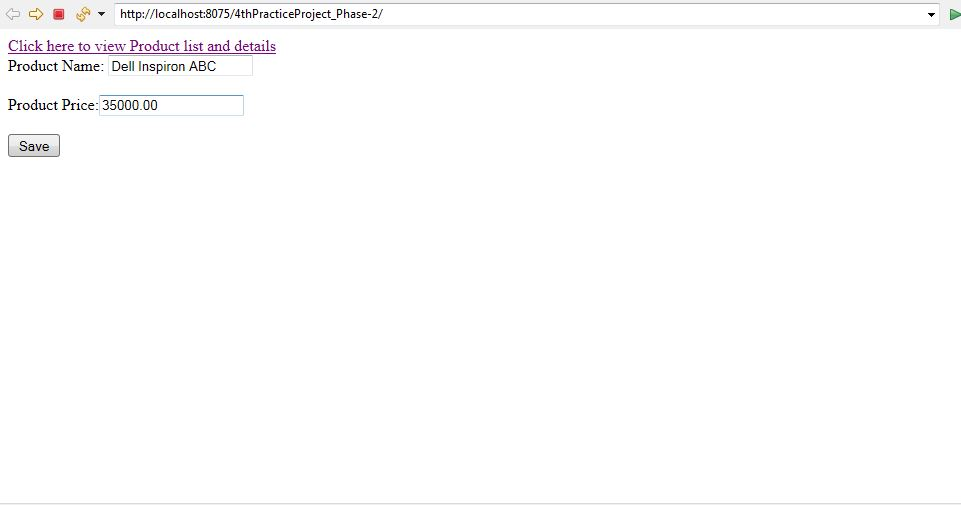 http://localhost:8075/4thPracticeProject_Phase-2/
Click here to view Product list and details
Product Name: Dell Inspiron ABC
Product Price: 35000.00
Save